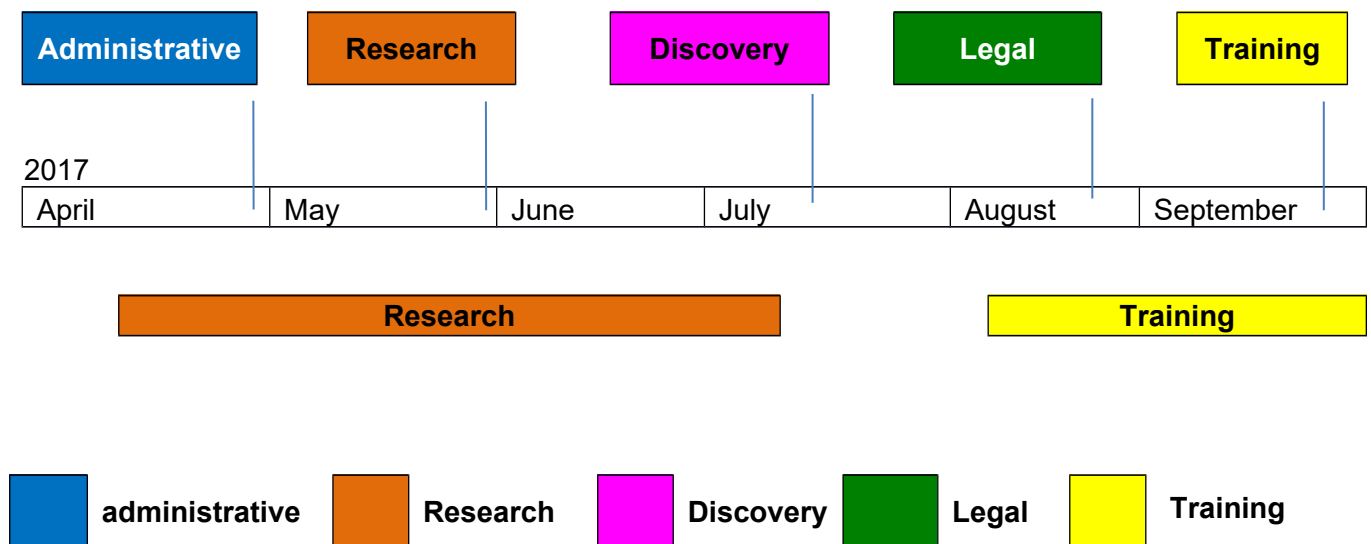 Administrative Research Discovery Legal Training
2017
April May June July August September
Research Training
administrative Research Discovery Legal Training